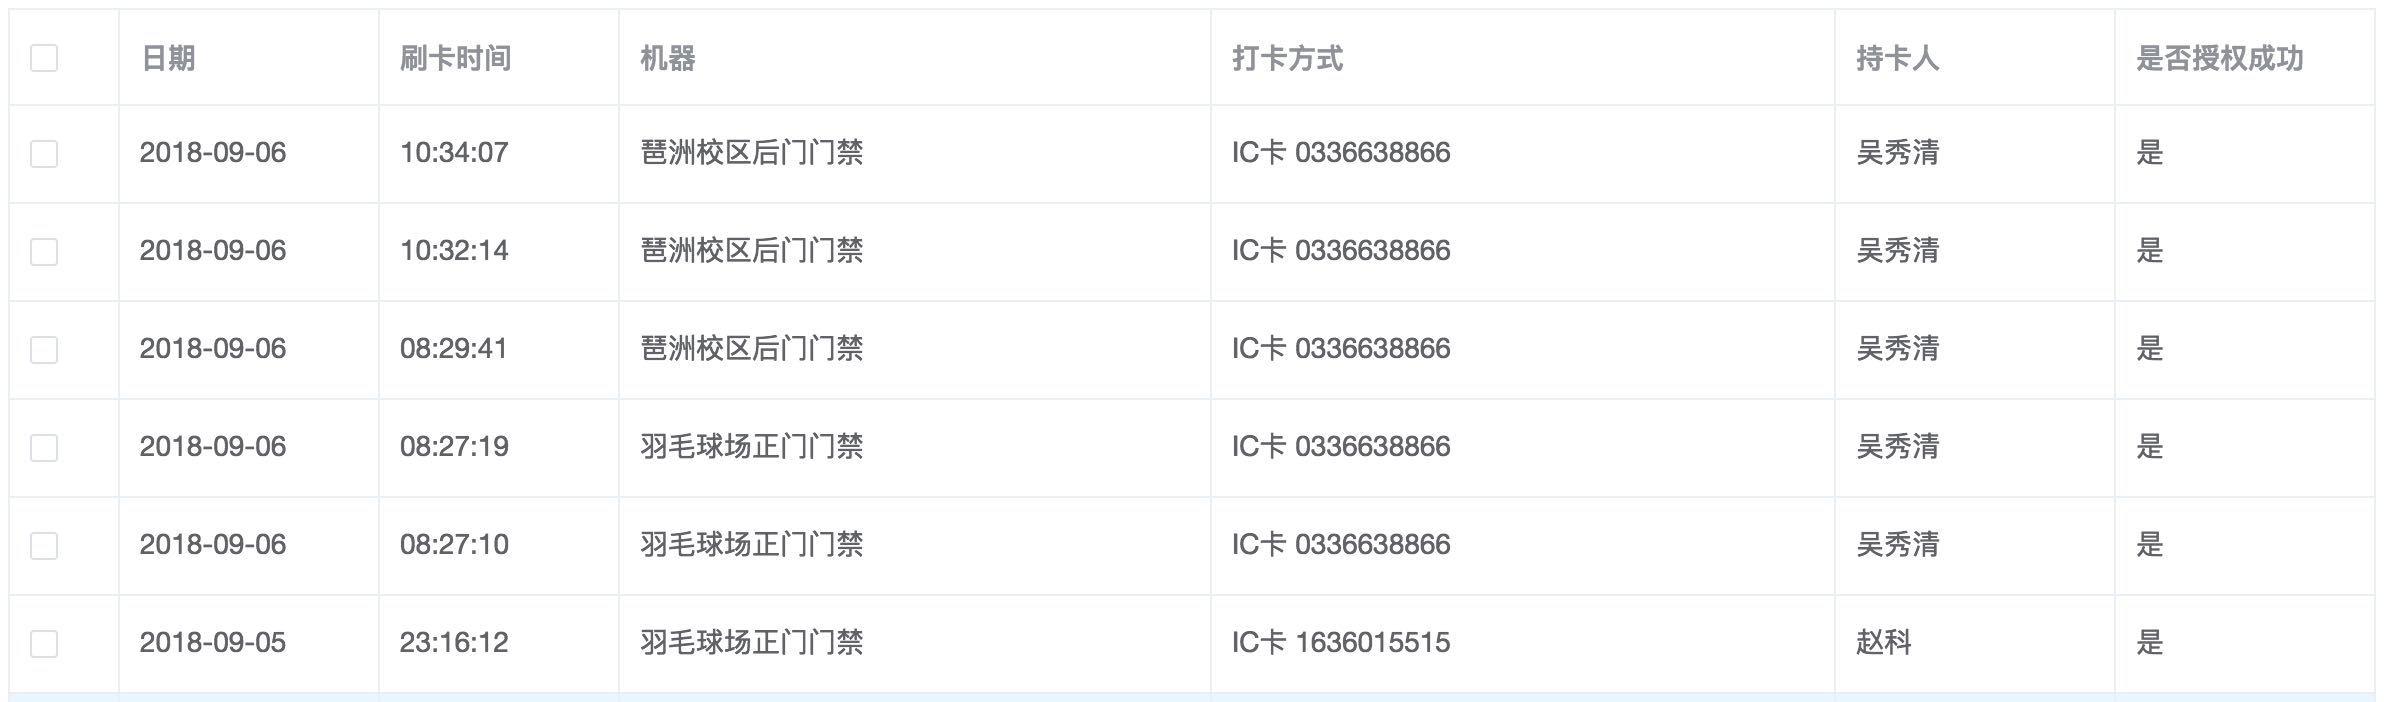 日期 刷卡时间 机器 打卡方式 持卡人 是否授权成功
2018-09-06 10:34:07 琶洲校区后门门禁 IC卡 0336638866 吴秀清 是
2018-09-06 10:32:14 琶洲校区后门门禁 IC卡 0336638866 吴秀清 是
2018-09-06 08:29:41 琶洲校区后门门禁 IC卡 0336638866 吴秀清 是
2018-09-06 08:27:19 羽毛球场正门门禁 IC卡 0336638866 吴秀清 是
2018-09-06 08:27:10 羽毛球场正门门禁 IC卡 0336638866 吴秀清 是
2018-09-05 23:16:12 羽毛球场正门门禁 IC卡 1636015515 赵科 是